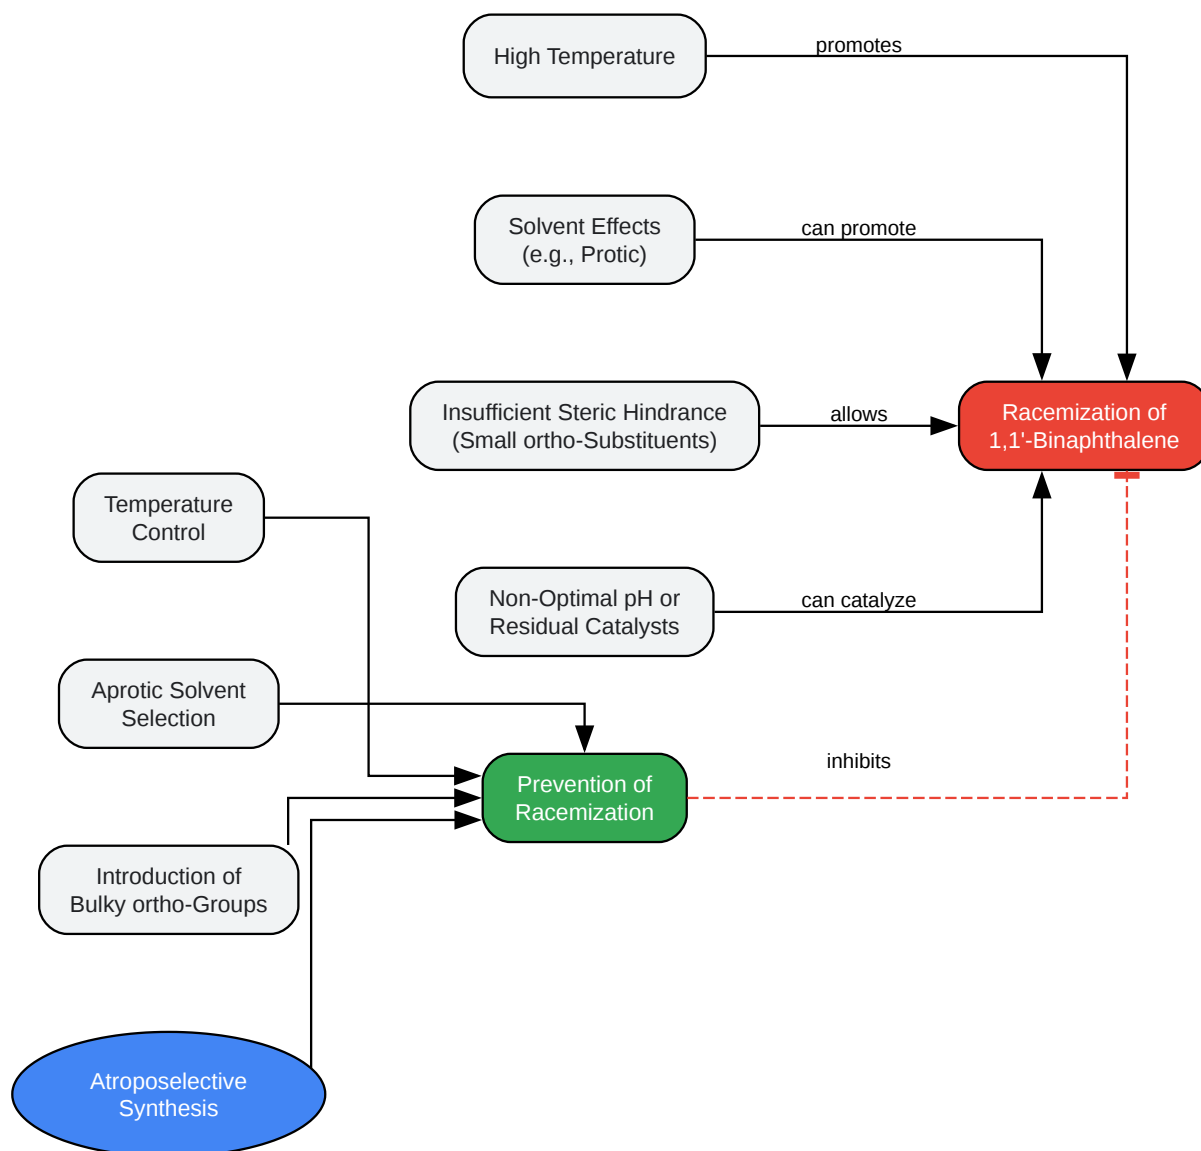 High Temperature
promotes
Solvent Effects
(e.g., Protic)
can promote
Insufficient Steric Hindrance
(Small ortho-Substituents)
allows
Racemization of
1,1'-Binaphthalene
Temperature
Control
Non-Optimal pH or
Residual Catalysts
can catalyze
Aprotic Solvent
Selection
Prevention of
Racemization
inhibits
Introduction of
Bulky ortho-Groups
Atroposelective
Synthesis